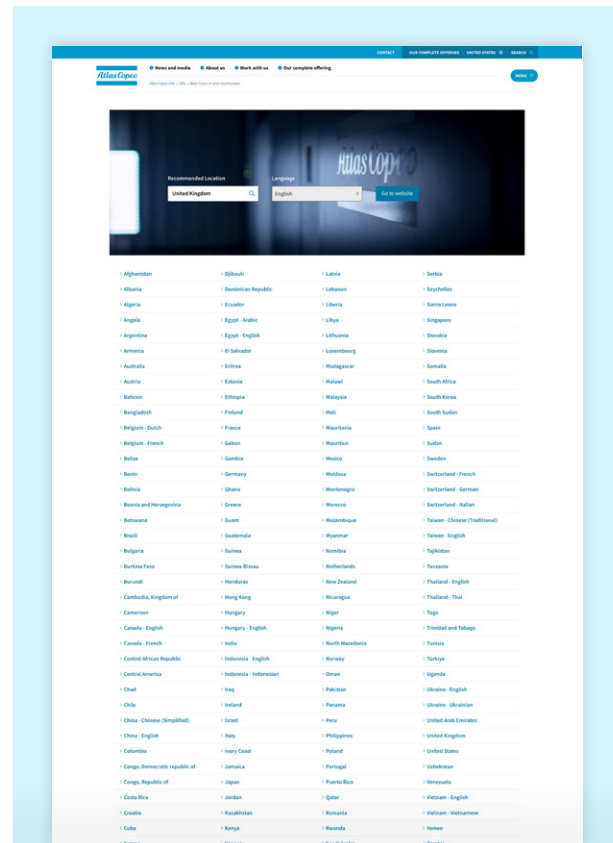 CONTACT
OUR COMPLETE OFFERING
UNITED STATES
SEARCH
Atlas Copco
News and media
About us
Work with us
Our complete offering
MENU
Atlas Copco
Recommended Location
Language
United Kingdom
English
Go to website
Afghanistan
Albania
Algeria
Angola
Argentina
Armenia
Australia
Austria
Bahrain
Bangladesh
Belgium - Dutch
Belgium - French
Belize
Benin
Bolivia
Bosnia and Herzegovina
Botswana
Brazil
Bulgaria
Burkina Faso
Burundi
Cambodia, Kingdom of
Cameroon
Canada - English
Canada - French
Central African Republic
Central America
Chad
Chile
China - Chinese (Simplified)
China - English
Colombia
Congo, Democratic republic of
Congo, Republic of
Costa Rica
Croatia
Cuba
Djibouti
Dominican Republic
Ecuador
Egypt - Arabic
Egypt - English
El Salvador
Eritrea
Estonia
Ethiopia
Finland
France
Gabon
Gambia
Germany
Ghana
Greece
Guam
Guatemala
Guinea
Guinea-Bissau
Honduras
Hong Kong
Hungary
Hungary - English
India
Indonesia - English
Indonesia - Indonesian
Iraq
Ireland
Israel
Italy
Ivory Coast
Jamaica
Japan
Jordan
Kazakhstan
Kenya
Latvia
Lebanon
Liberia
Libya
Lithuania
Luxembourg
Madagascar
Malawi
Malaysia
Mali
Mauritania
Mauritius
Mexico
Moldova
Montenegro
Morocco
Mozambique
Myanmar
Namibia
Netherlands
New Zealand
Nicaragua
Niger
Nigeria
North Macedonia
Norway
Oman
Pakistan
Panama
Peru
Philippines
Poland
Portugal
Puerto Rico
Qatar
Romania
Rwanda
Serbia
Seychelles
Sierra Leone
Singapore
Slovakia
Slovenia
Somalia
South Africa
South Korea
South Sudan
Spain
Sudan
Sweden
Switzerland - French
Switzerland - German
Switzerland - Italian
Taiwan - Chinese (Traditional)
Taiwan - English
Tajikistan
Tanzania
Thailand - English
Thailand - Thai
Togo
Trinidad and Tobago
Tunisia
Türkiye
Uganda
Ukraine - English
Ukraine - Ukrainian
United Arab Emirates
United Kingdom
United States
Uzbekistan
Venezuela
Vietnam - English
Vietnam - Vietnamese
Yemen